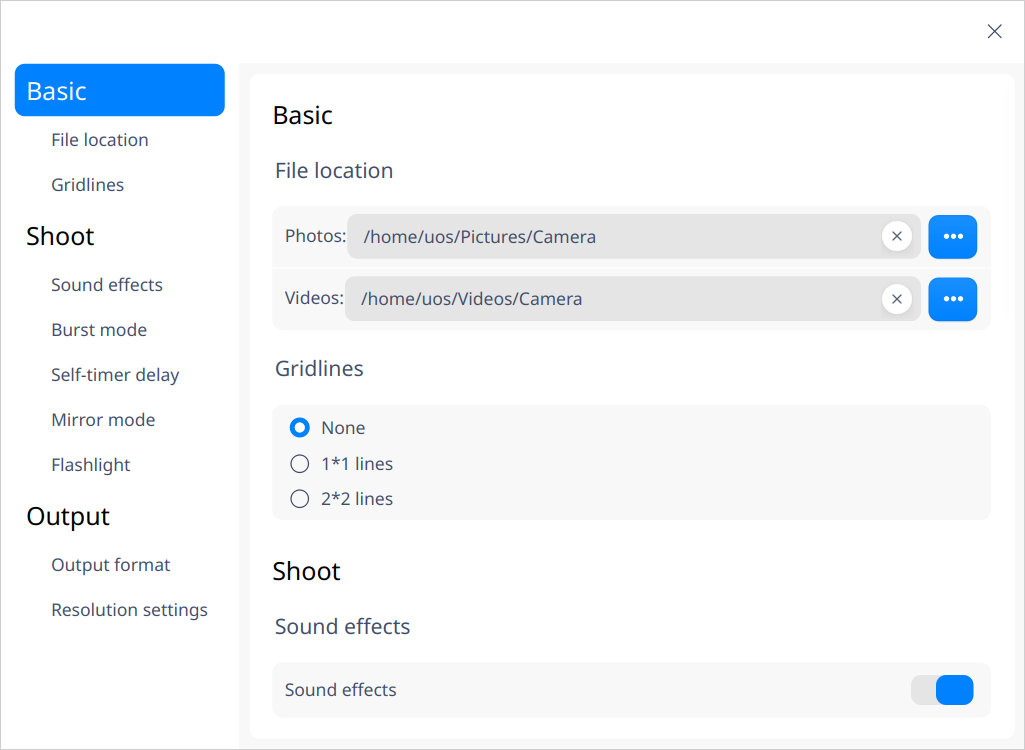 Basic
File location
Gridlines
Shoot
Sound effects
Burst mode
Self-timer delay
Mirror mode
Flashlight
Output
Output format
Resolution settings
Basic
File location
Photos: /home/uos/Pictures/Camera
Videos: /home/uos/Videos/Camera
Gridlines
None
1*1 lines
2*2 lines
Shoot
Sound effects
Sound effects